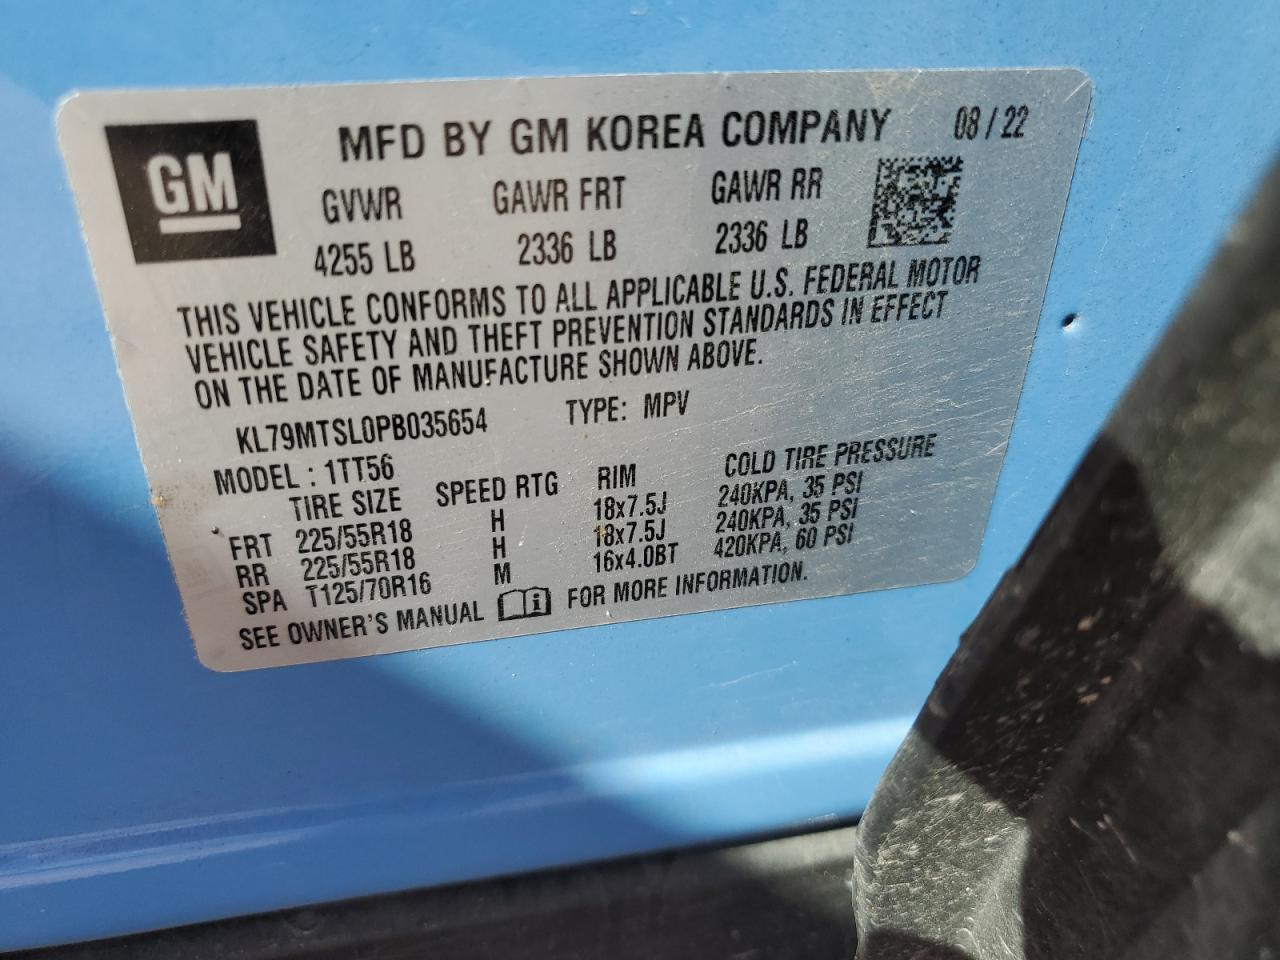 GM
MFD BY GM KOREA COMPANY 08/22
GVWR GAWR FRT GAWR RR
4255 LB 2336 LB 2336 LB
THIS VEHICLE CONFORMS TO ALL APPLICABLE U.S. FEDERAL MOTOR
VEHICLE SAFETY AND THEFT PREVENTION STANDARDS IN EFFECT
ON THE DATE OF MANUFACTURE SHOWN ABOVE.
KL79MTSL0PB035654 TYPE: MPV
MODEL : 1TT56
TIRE SIZE SPEED RTG RIM COLD TIRE PRESSURE
FRT 225/55R18 H 18x7.5J 240KPA, 35 PSI
RR 225/55R18 H 18x7.5J 240KPA, 35 PSI
SPA T125/70R16 M 16x4.0BT 420KPA, 60 PSI
SEE OWNER'S MANUAL i FOR MORE INFORMATION.